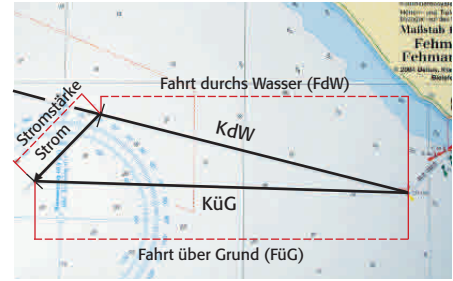 Maßstab
Fehm
Fehmar
Fahrt durchs Wasser (FdW)
Stromstärke
Strom
KdW
KüG
Fahrt über Grund (FüG)